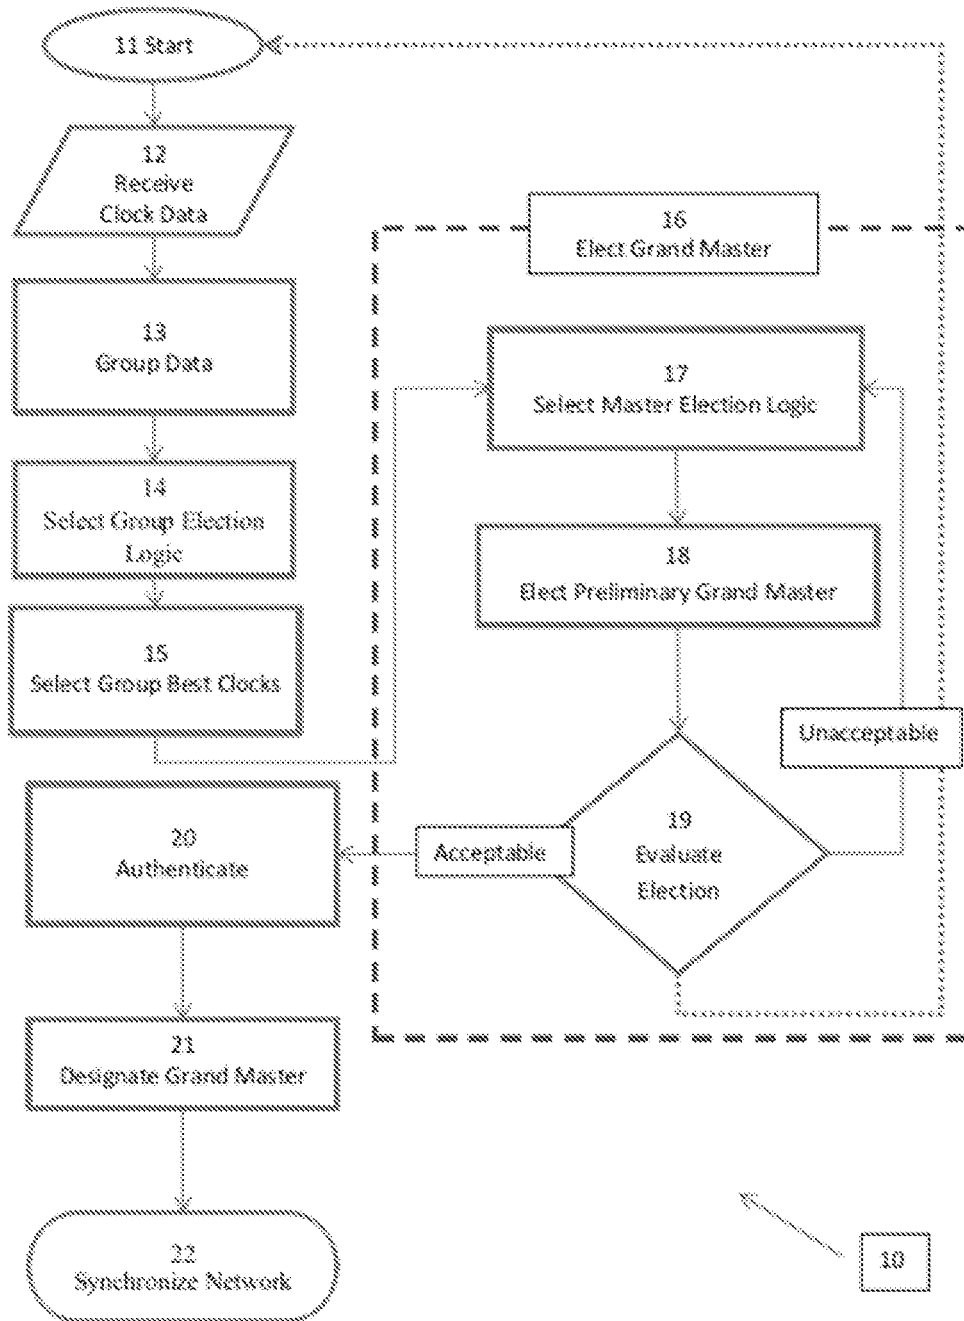 11 Start
12
Receive
Clock Data
13
Group Data
14
Select Group Election
Logic
15
Select Group Best Clocks
16
Elect Grand Master
17
Select Master Election Logic
18
Elect Preliminary Grand Master
19
Evaluate
Election
Unacceptable
Acceptable
20
Authenticate
21
Designate Grand Master
22
Synchronize Network
10